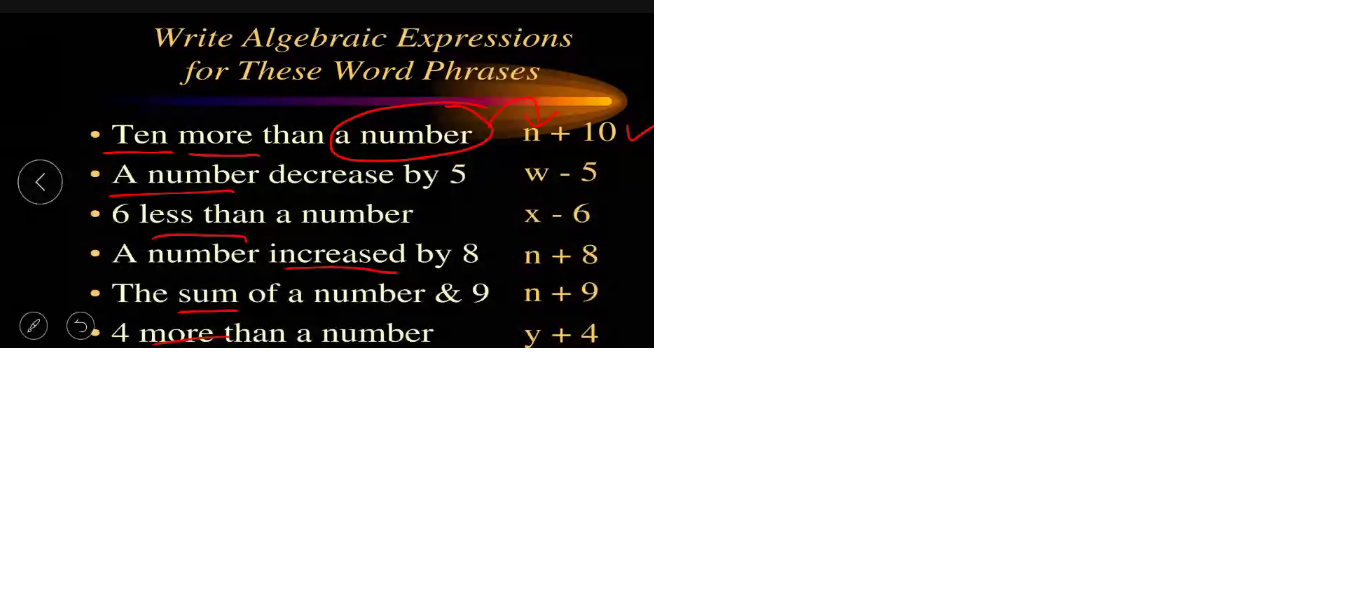 Write Algebraic Expressions
for These Word Phrases
• Ten more than a number n + 10
• A number decrease by 5 w - 5
• 6 less than a number x - 6
• A number increased by 8 n + 8
• The sum of a number & 9 n + 9
• 4 more than a number y + 4